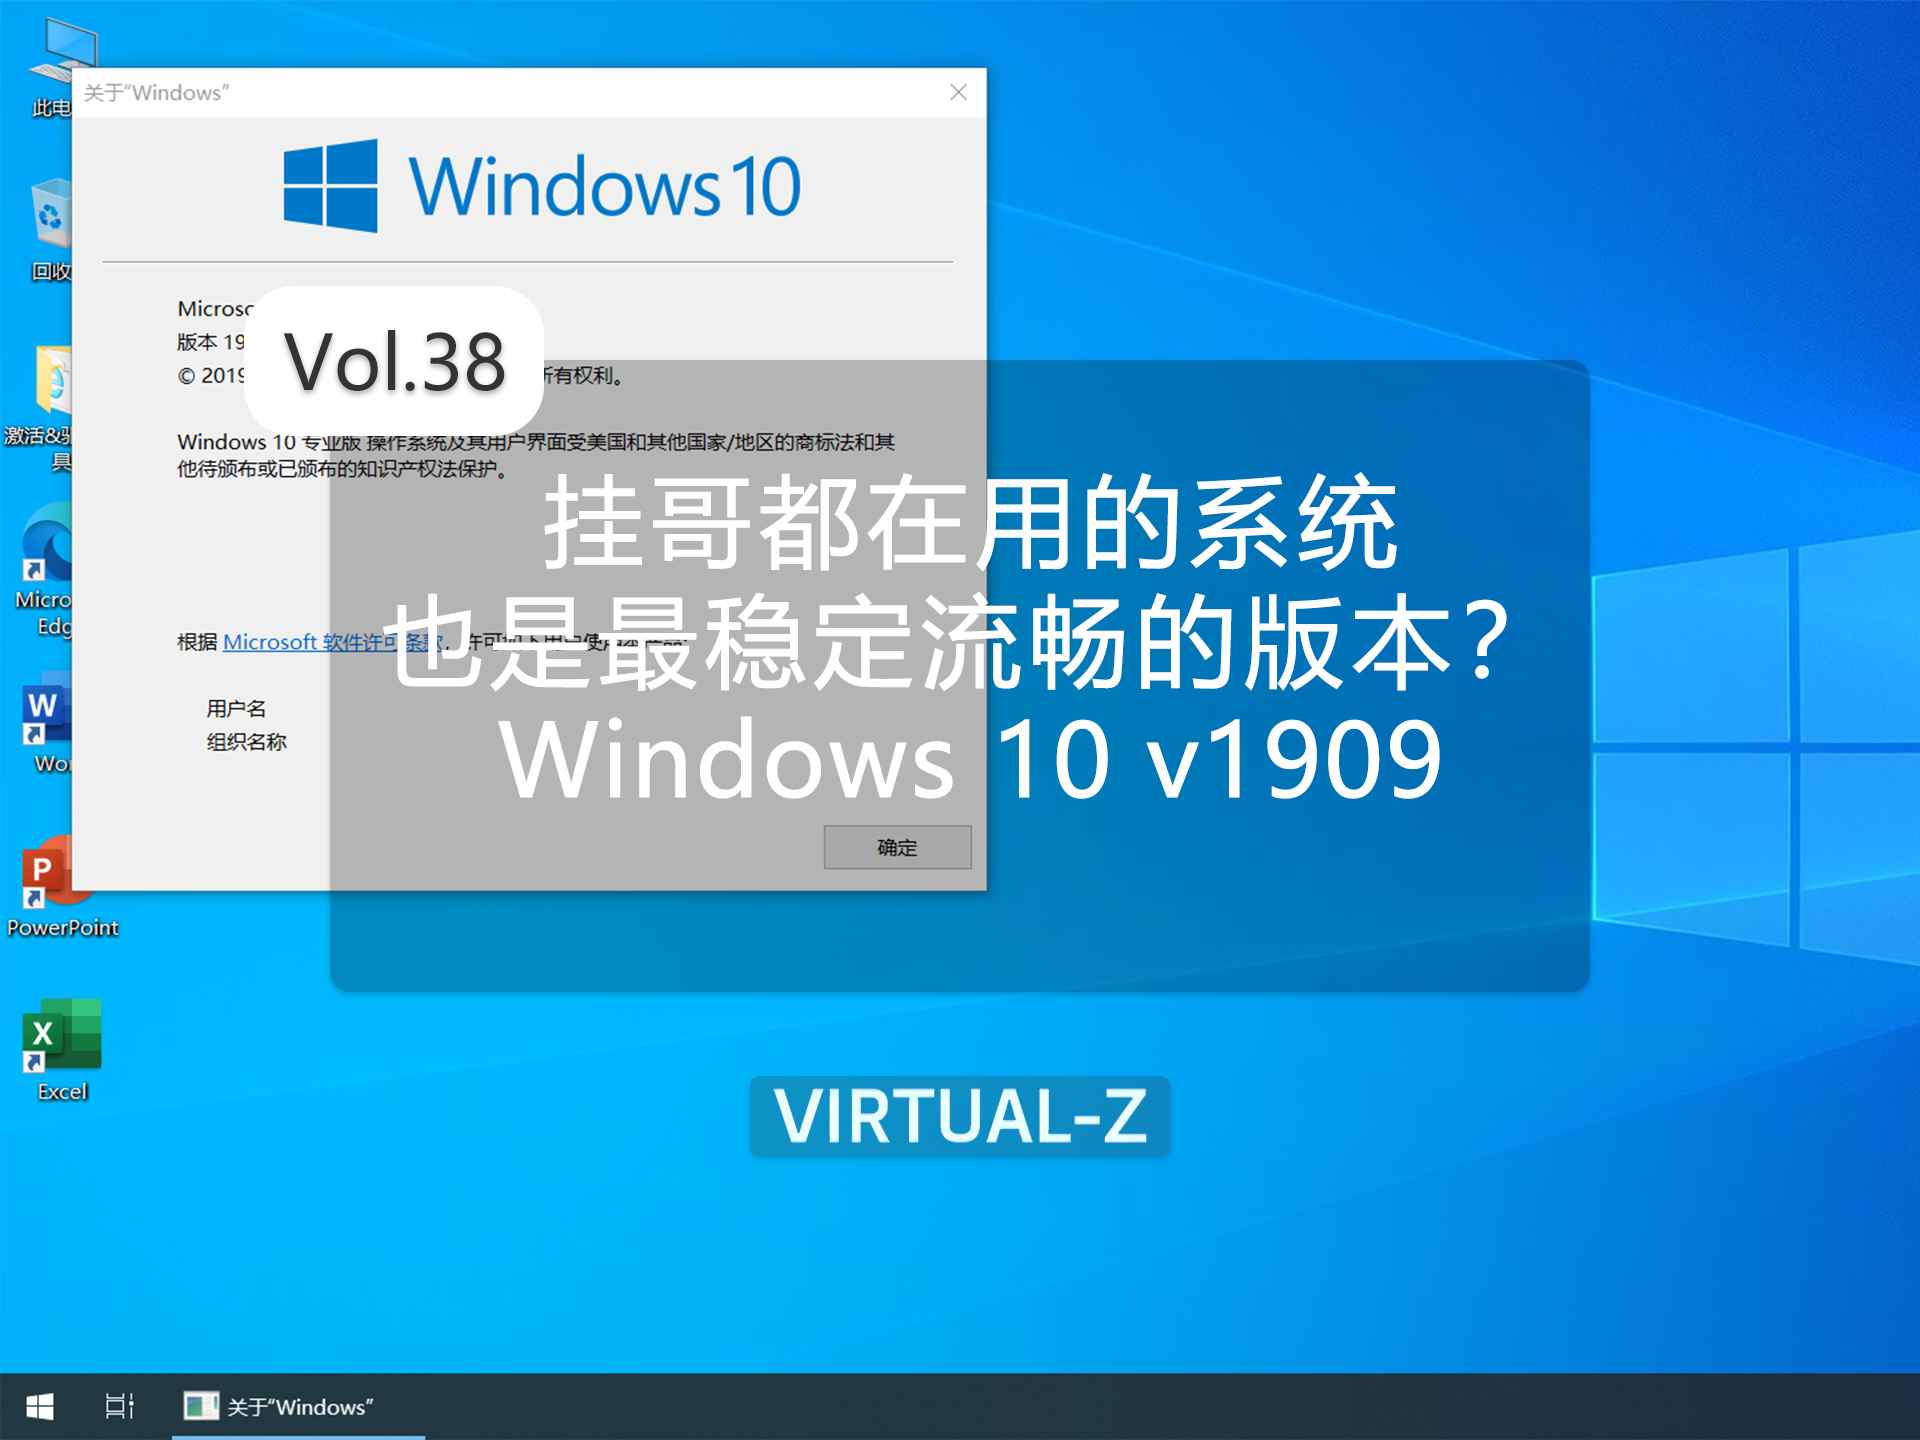 此电
关于“Windows”
Windows 10
回收
Microso
版本 19
© 2019
所有权利。
Vol.38
激活&驱
具
Windows 10 专业版 操作系统及其用户界面受美国和其他国家/地区的商标法和其
他待颁布或已颁布的知识产权法保护。
挂哥都在用的系统
也是最稳定流畅的版本?
Windows 10 v1909
Micro
Edg
根据 Microsoft 软件许可条款, 许可如下用户使用本产品:
用户名
组织名称
Wor
确定
PowerPoint
Excel
VIRTUAL-Z
关于“Windows”